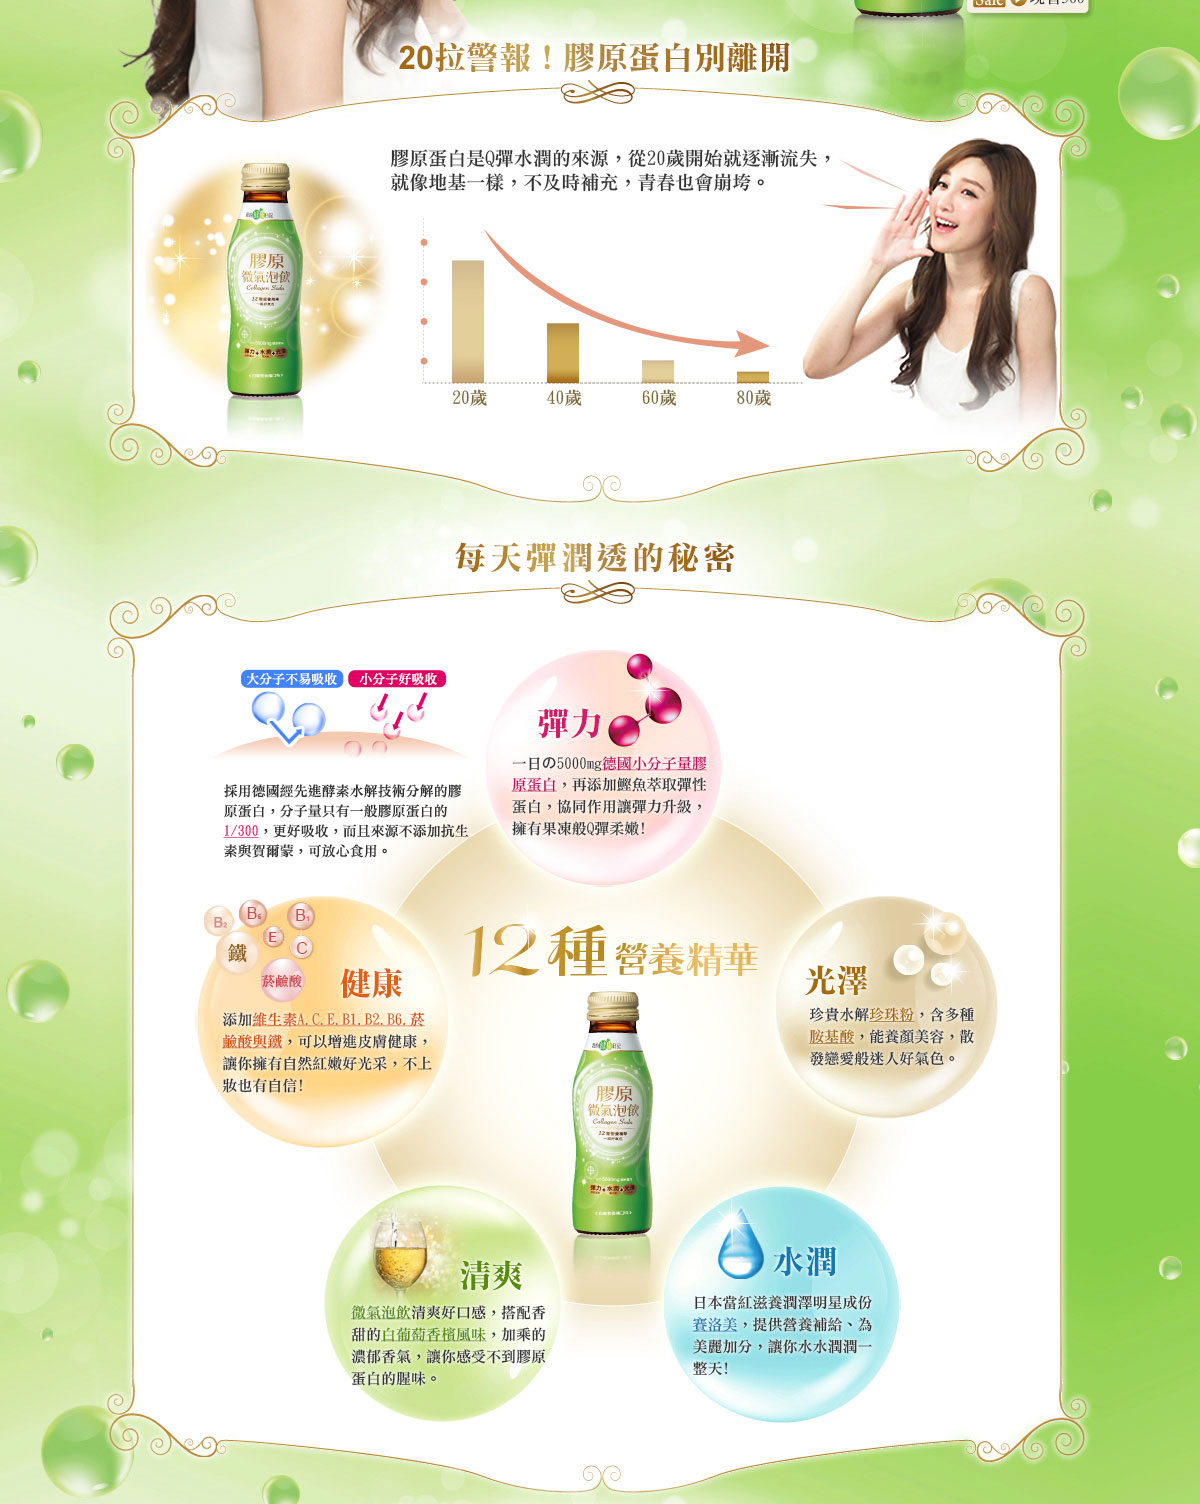 Sale
20拉警報！膠原蛋白別離開
膠原蛋白是Q彈水潤的來源，從20歲開始就逐漸流失，
就像地基一樣，不及時補充，青春也會崩垮。
膠原
微氣泡飲
Collagen Soda
20歲
40歲
60歲
80歲
每天彈潤透的秘密
大分子不易吸收
小分子好吸收
採用德國經先進酵素水解技術分解的膠
原蛋白，分子量只有一般膠原蛋白的
1/300，更好吸收，而且來源不添加抗生
素與賀爾蒙，可放心食用。
彈力
一日の5000mg德國小分子量膠
原蛋白，再添加鰹魚萃取彈性
蛋白，協同作用讓彈力升級，
擁有果凍般Q彈柔嫩!
12種營養精華
B2
B6
B1
E
C
鐵
菸鹼酸
健康
添加維生素A.C.E.B1.B2.B6.菸
鹼酸與鐵，可以增進皮膚健康，
讓你擁有自然紅嫩好光采，不上
妝也有自信!
光澤
珍貴水解珍珠粉，含多種
胺基酸，能養顏美容，散
發戀愛般迷人好氣色。
膠原
微氣泡飲
Collagen Soda
清爽
微氣泡飲清爽好口感，搭配香
甜的白葡萄香檳風味，加乘的
濃郁香氣，讓你感受不到膠原
蛋白的腥味。
水潤
日本當紅滋養潤澤明星成份
賽洛美，提供營養補給、為
美麗加分，讓你水水潤潤一
整天!